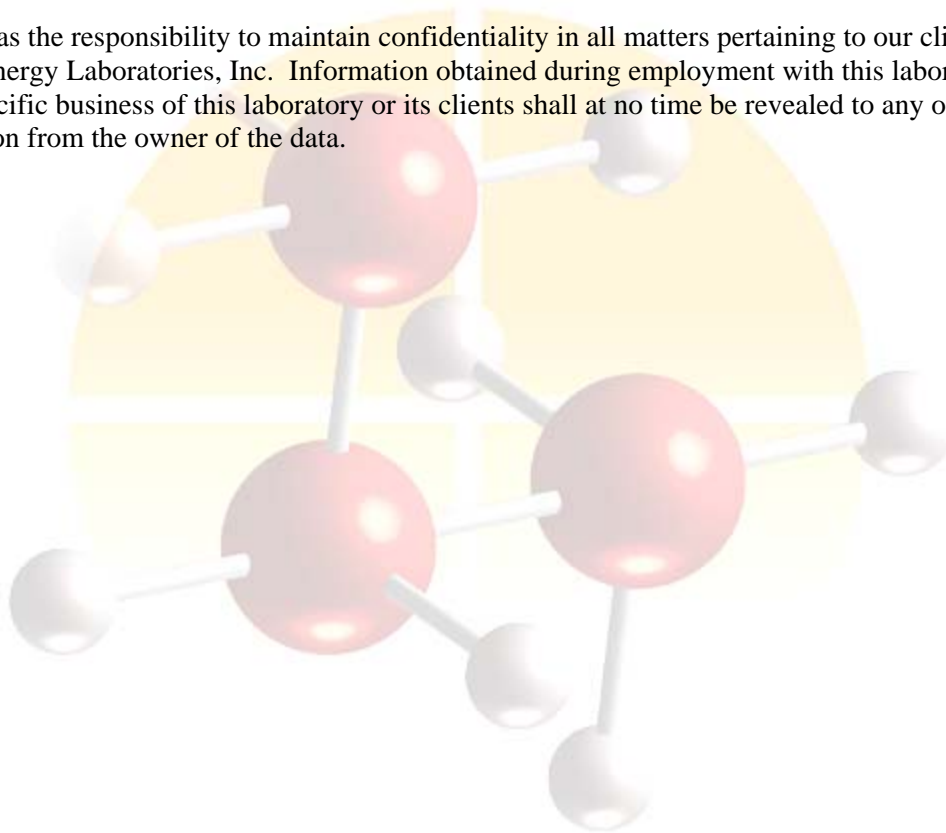 as the responsibility to maintain confidentiality in all matters pertaining to our cli
nergy Laboratories, Inc.  Information obtained during employment with this labor
cific business of this laboratory or its clients shall at no time be revealed to any o
on from the owner of the data.